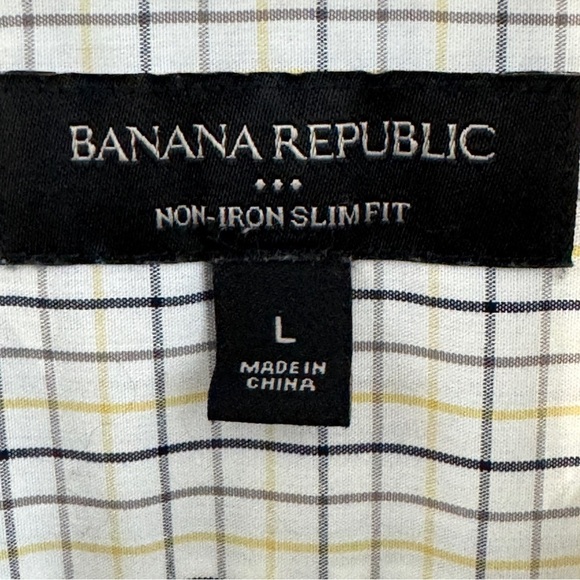 BANANA REPUBLIC
NON-IRON SLIM FIT
L
MADE IN
CHINA